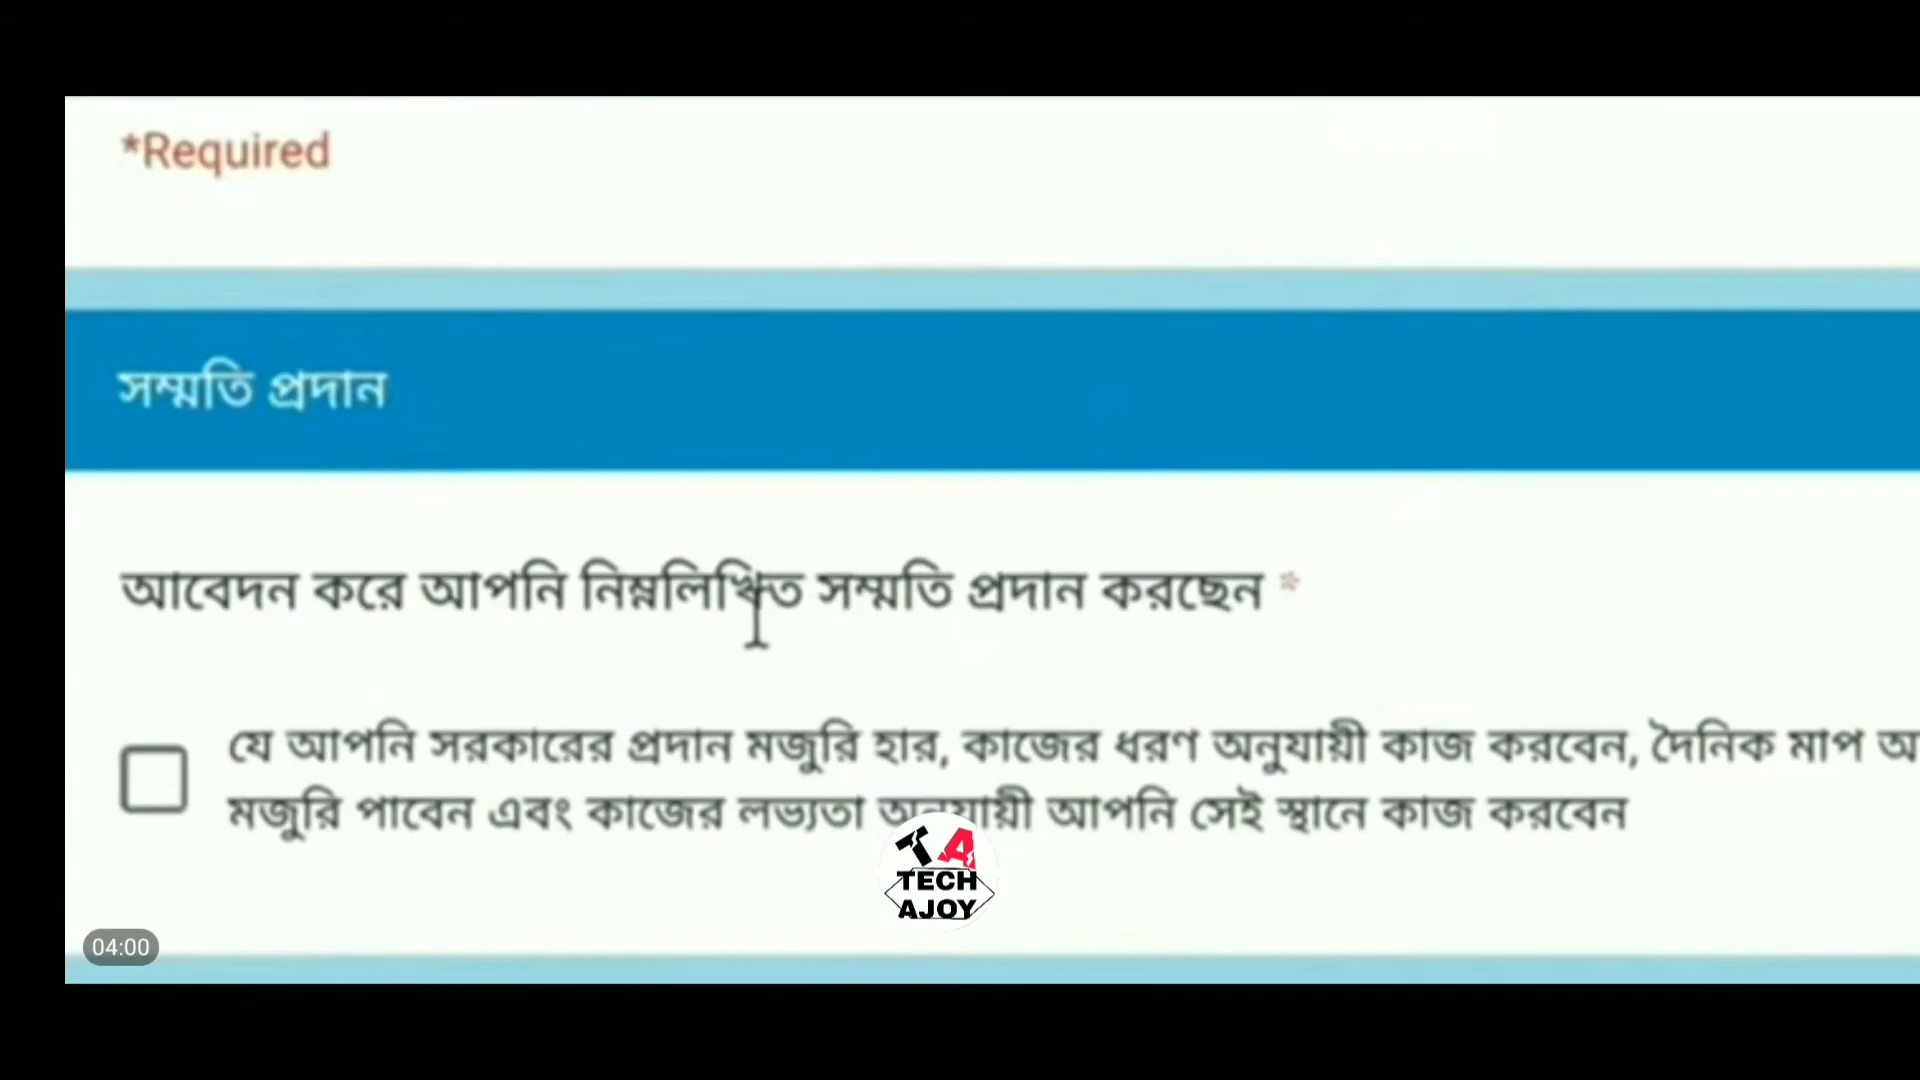 *Required
সম্মতি প্রদান
আবেদন করে আপনি নিম্নলিখিত সম্মতি প্রদান করছেন *
যে আপনি সরকারের প্রদান মজুরি হার, কাজের ধরণ অনুযায়ী কাজ করবেন, দৈনিক মাপ
মজুরি পাবেন এবং কাজের লভ্যতা অনুযায়ী আপনি সেই স্থানে কাজ করবেন
TA
TECH
AJOY
04:00